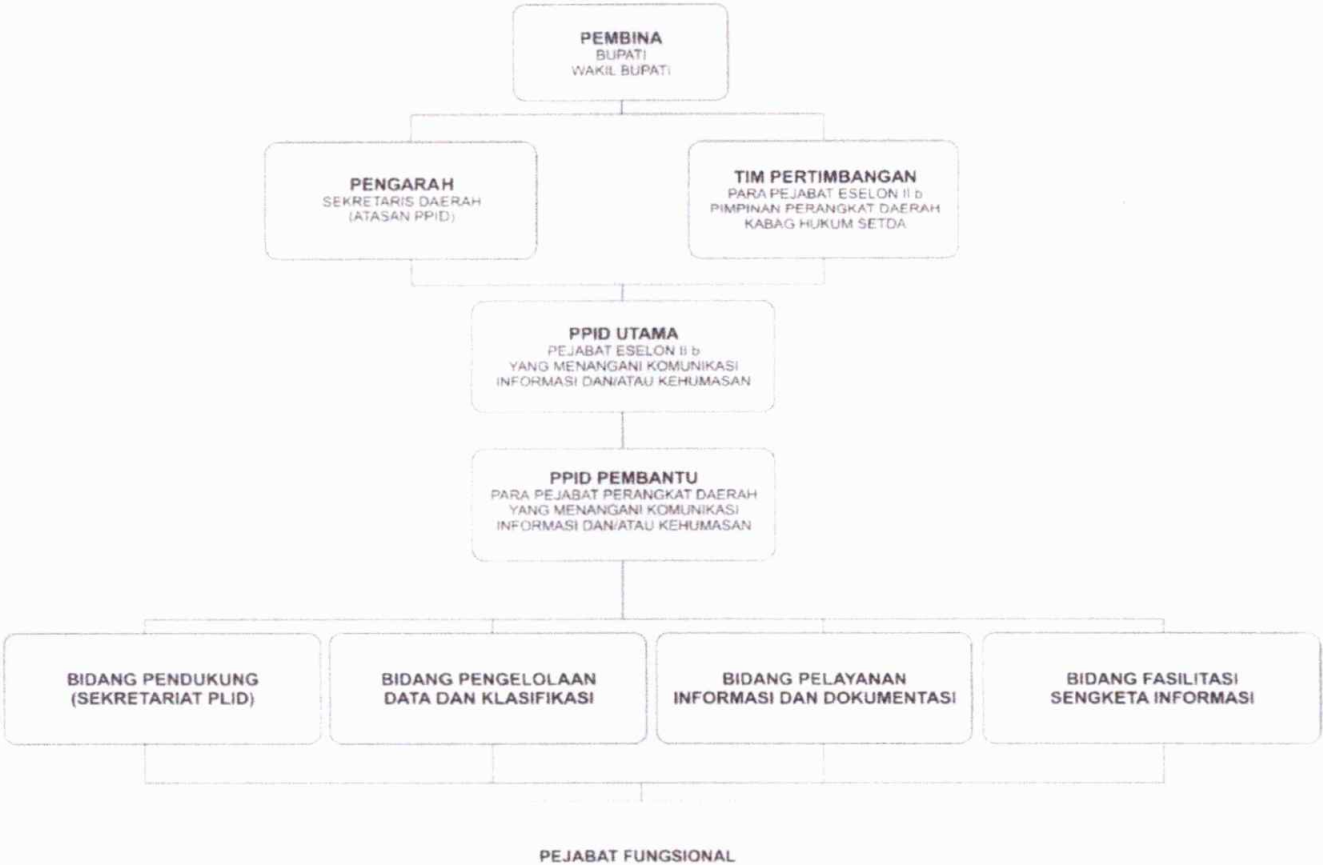 PEMBINA
BUPATI
WAKIL BUPATI
PENGARAH
SEKRETARIS DAERAH
(ATASAN PPID)
TIM PERTIMBANGAN
PARA PEJABAT ESELON II b
PIMPINAN PERANGKAT DAERAH
KABAG HUKUM SETDA
PPID UTAMA
PEJABAT ESELON II b
YANG MENANGANI KOMUNIKASI
INFORMASI DAN/ATAU KEHUMASAN
PPID PEMBANTU
PARA PEJABAT PERANGKAT DAERAH
YANG MENANGANI KOMUNIKASI
INFORMASI DAN/ATAU KEHUMASAN
BIDANG PENDUKUNG
(SEKRETARIAT PLID)
BIDANG PENGELOLAAN
DATA DAN KLASIFIKASI
BIDANG PELAYANAN
INFORMASI DAN DOKUMENTASI
BIDANG FASILITASI
SENGKETA INFORMASI
PEJABAT FUNGSIONAL